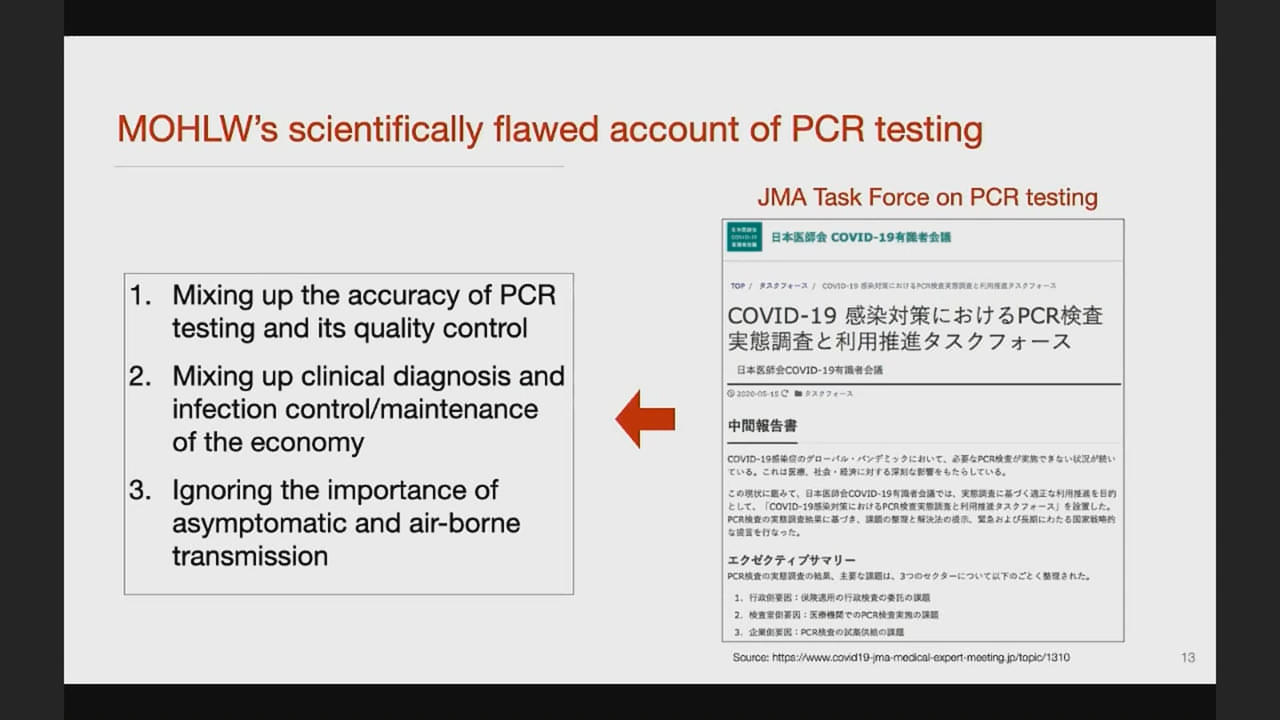 MOHLW's scientifically flawed account of PCR testing
1. Mixing up the accuracy of PCR
testing and its quality control
2. Mixing up clinical diagnosis and
infection control/maintenance
of the economy
3. Ignoring the importance of
asymptomatic and air-borne
transmission
JMA Task Force on PCR testing
日本医師会
COVID-19
有識者会議
日本医師会 COVID-19有識者会議
TOP / タスクフォース / COVID-19 感染対策におけるPCR検査実態調査と利用推進タスクフォース
COVID-19 感染対策におけるPCR検査
実態調査と利用推進タスクフォース
日本医師会COVID-19有識者会議
2020-05-15 タスクフォース
中間報告書
COVID-19感染症のグローバル・パンデミックにおいて、必要なPCR検査が実施できない状況が続い
ている。これは医療、社会・経済に対する深刻な影響をもたらしている。
この現状に鑑みて、日本医師会COVID-19有識者会議では、実態調査に基づく適正な利用推進を目的
として、「COVID-19感染対策におけるPCR検査実態調査と利用推進タスクフォース」を設置した。
PCR検査の実態調査結果に基づき、課題の整理と解決法の提示、緊急および長期にわたる国家戦略的
な提言を行なった。
エクゼクティブサマリー
PCR検査の実態調査の結果、主要な課題は、3つのセクターについて以下のごとく整理された。
1. 行政側要因：保険適用の行政検査の委託の課題
2. 検査室側要因：医療機関でのPCR検査実施の課題
3. 企業側要因：PCR検査の試薬供給の課題
Source: https://www.covid19-jma-medical-expert-meeting.jp/topic/1310
13